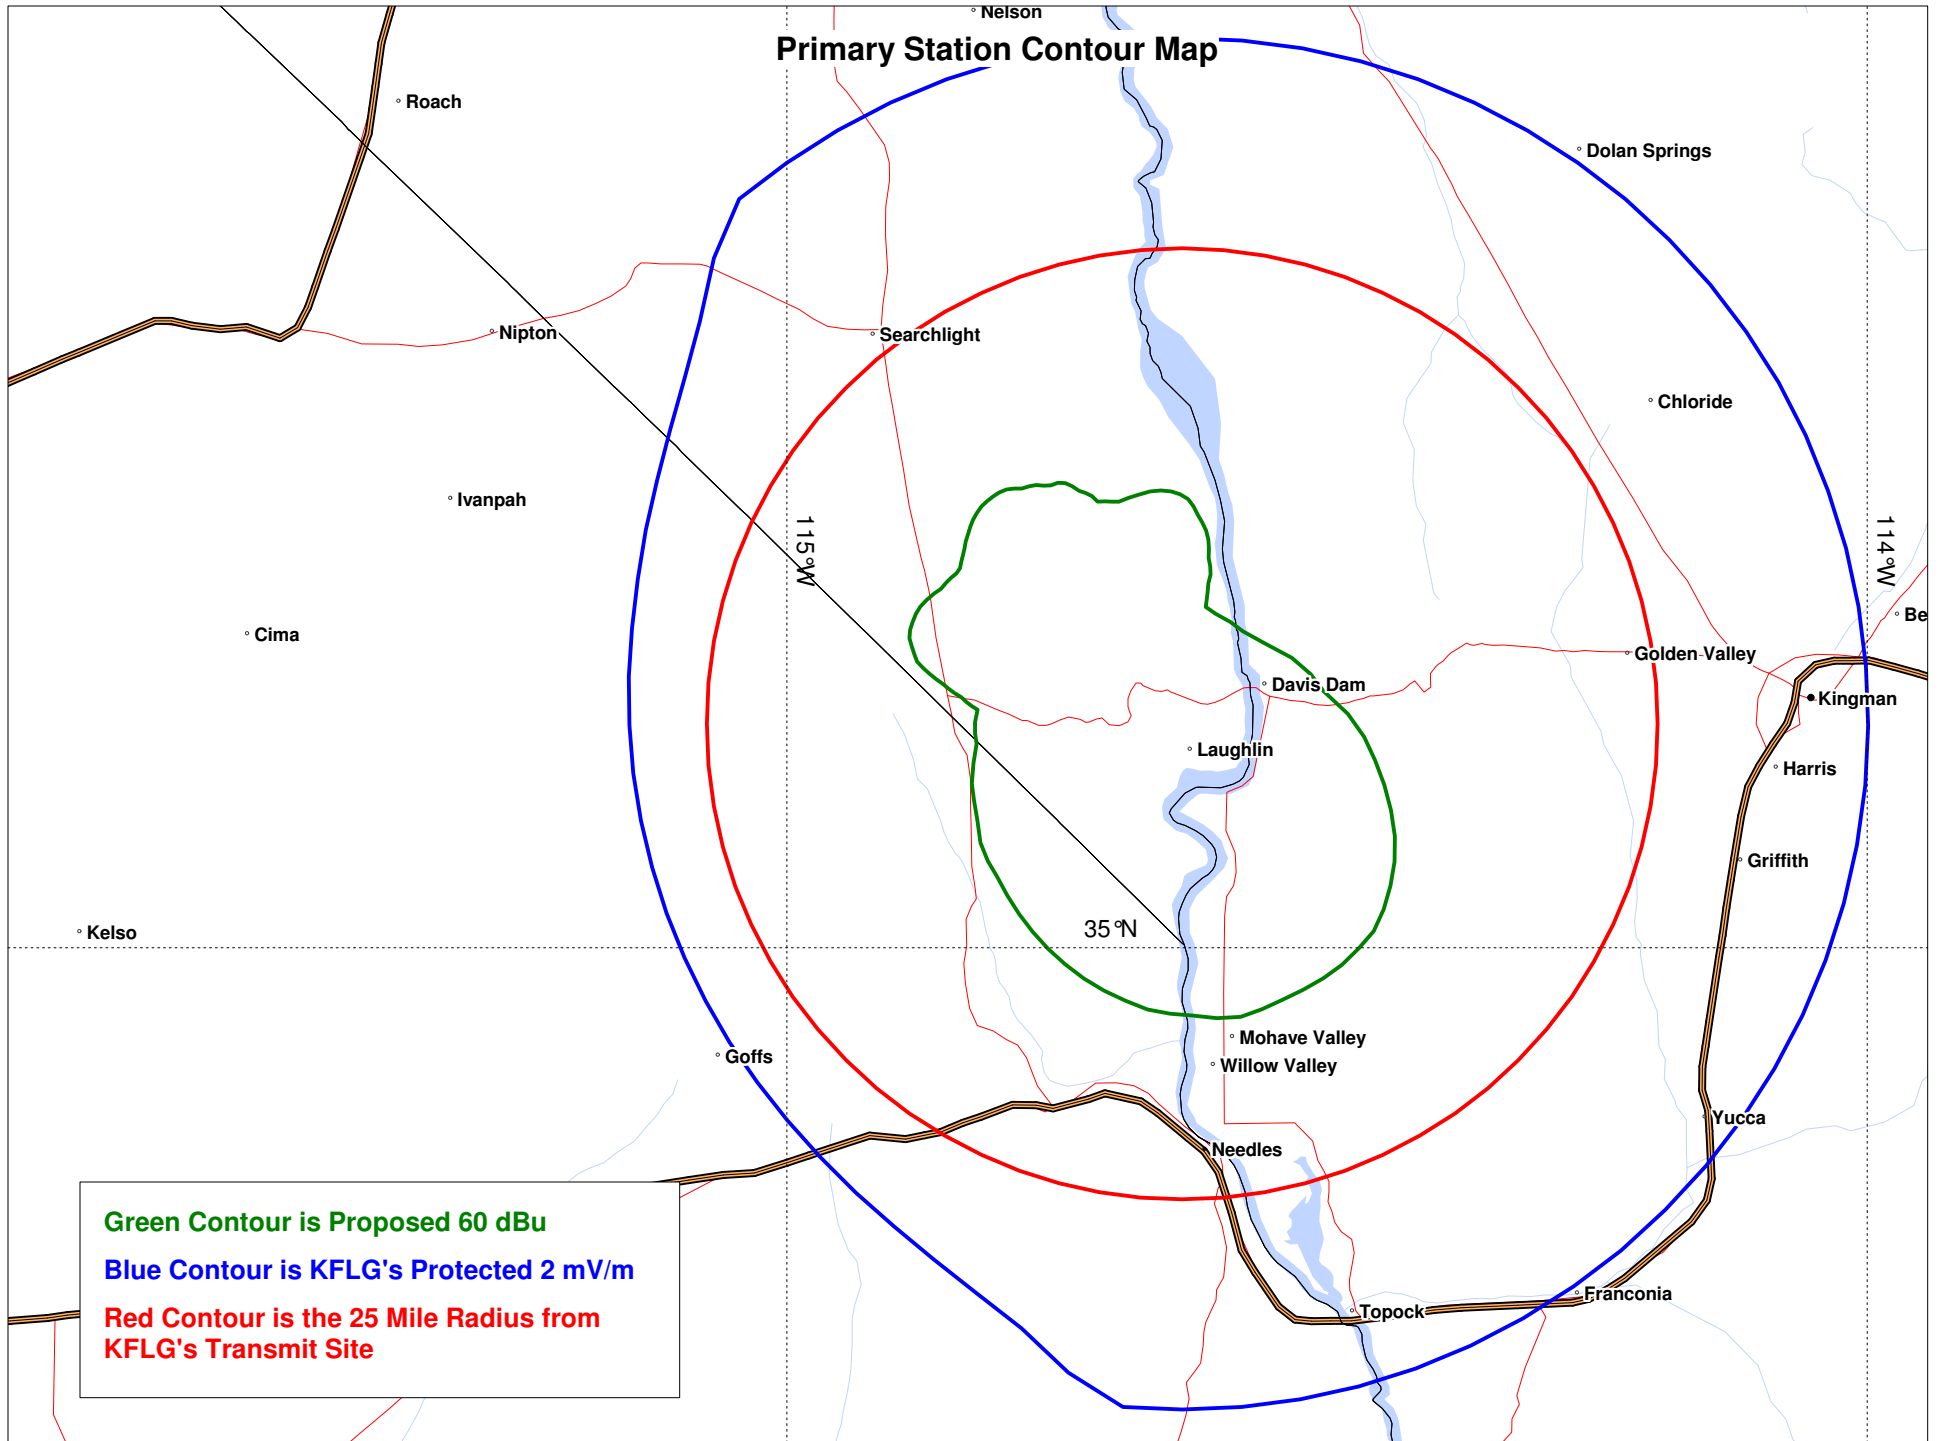 Nelson
Primary Station Contour Map
Roach
Dolan Springs
Nipton
Searchlight
Chloride
Ivanpah
115°W
114°W
Be
Cima
Golden Valley
Davis Dam
Kingman
Laughlin
Harris
Griffith
35°N
Kelso
Mohave Valley
Goffs
Willow Valley
Yucca
Needles
Green Contour is Proposed 60 dBu
Blue Contour is KFLG's Protected 2 mV/m
Franconia
Topock
Red Contour is the 25 Mile Radius from
KFLG's Transmit Site